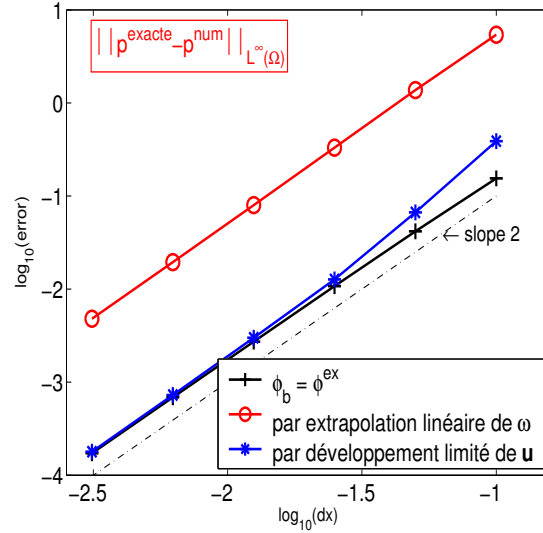 ||p^exacte−p^num||_L^∞(Ω)
1
0
−1
−2
−3
−4
log10(error)
← slope 2
ϕ_b = ϕ^ex
par extrapolation linéaire de ω
par développement limité de u
−2.5
−2
−1.5
−1
log10(dx)